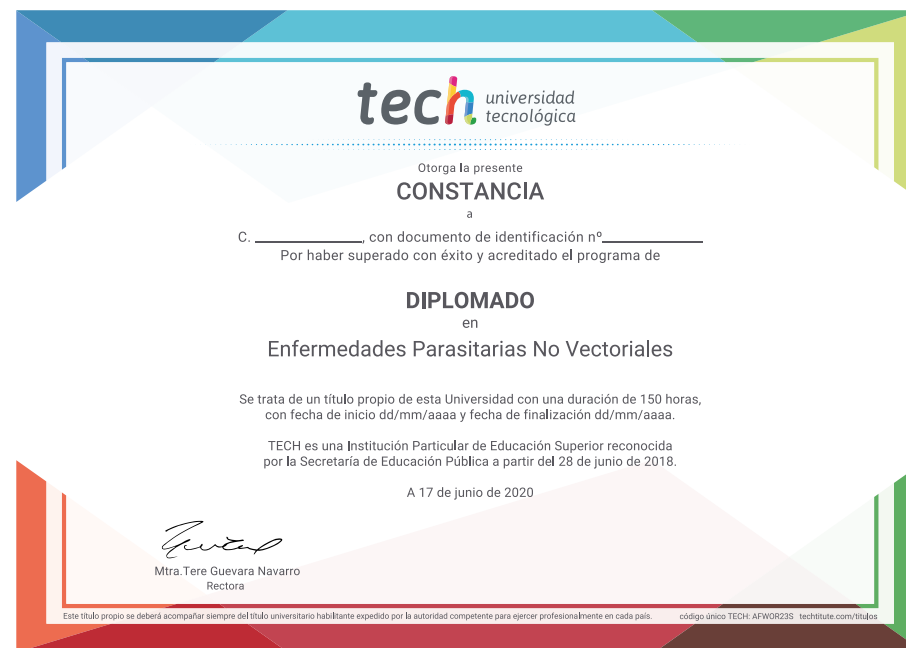 tech universidad
tecnológica
Otorga la presente
CONSTANCIA
a
C. ____________, con documento de identificación nº____________
Por haber superado con éxito y acreditado el programa de
DIPLOMADO
en
Enfermedades Parasitarias No Vectoriales
Se trata de un título propio de esta Universidad con una duración de 150 horas,
con fecha de inicio dd/mm/aaaa y fecha de finalización dd/mm/aaaa.
TECH es una Institución Particular de Educación Superior reconocida
por la Secretaría de Educación Pública a partir del 28 de junio de 2018.
A 17 de junio de 2020
Mtra.Tere Guevara Navarro
Rectora
Este título propio se deberá acompañar siempre del título universitario habilitante expedido por la autoridad competente para ejercer profesionalmente en cada país. código único TECH: AFWOR23S techtitute.com/titulos